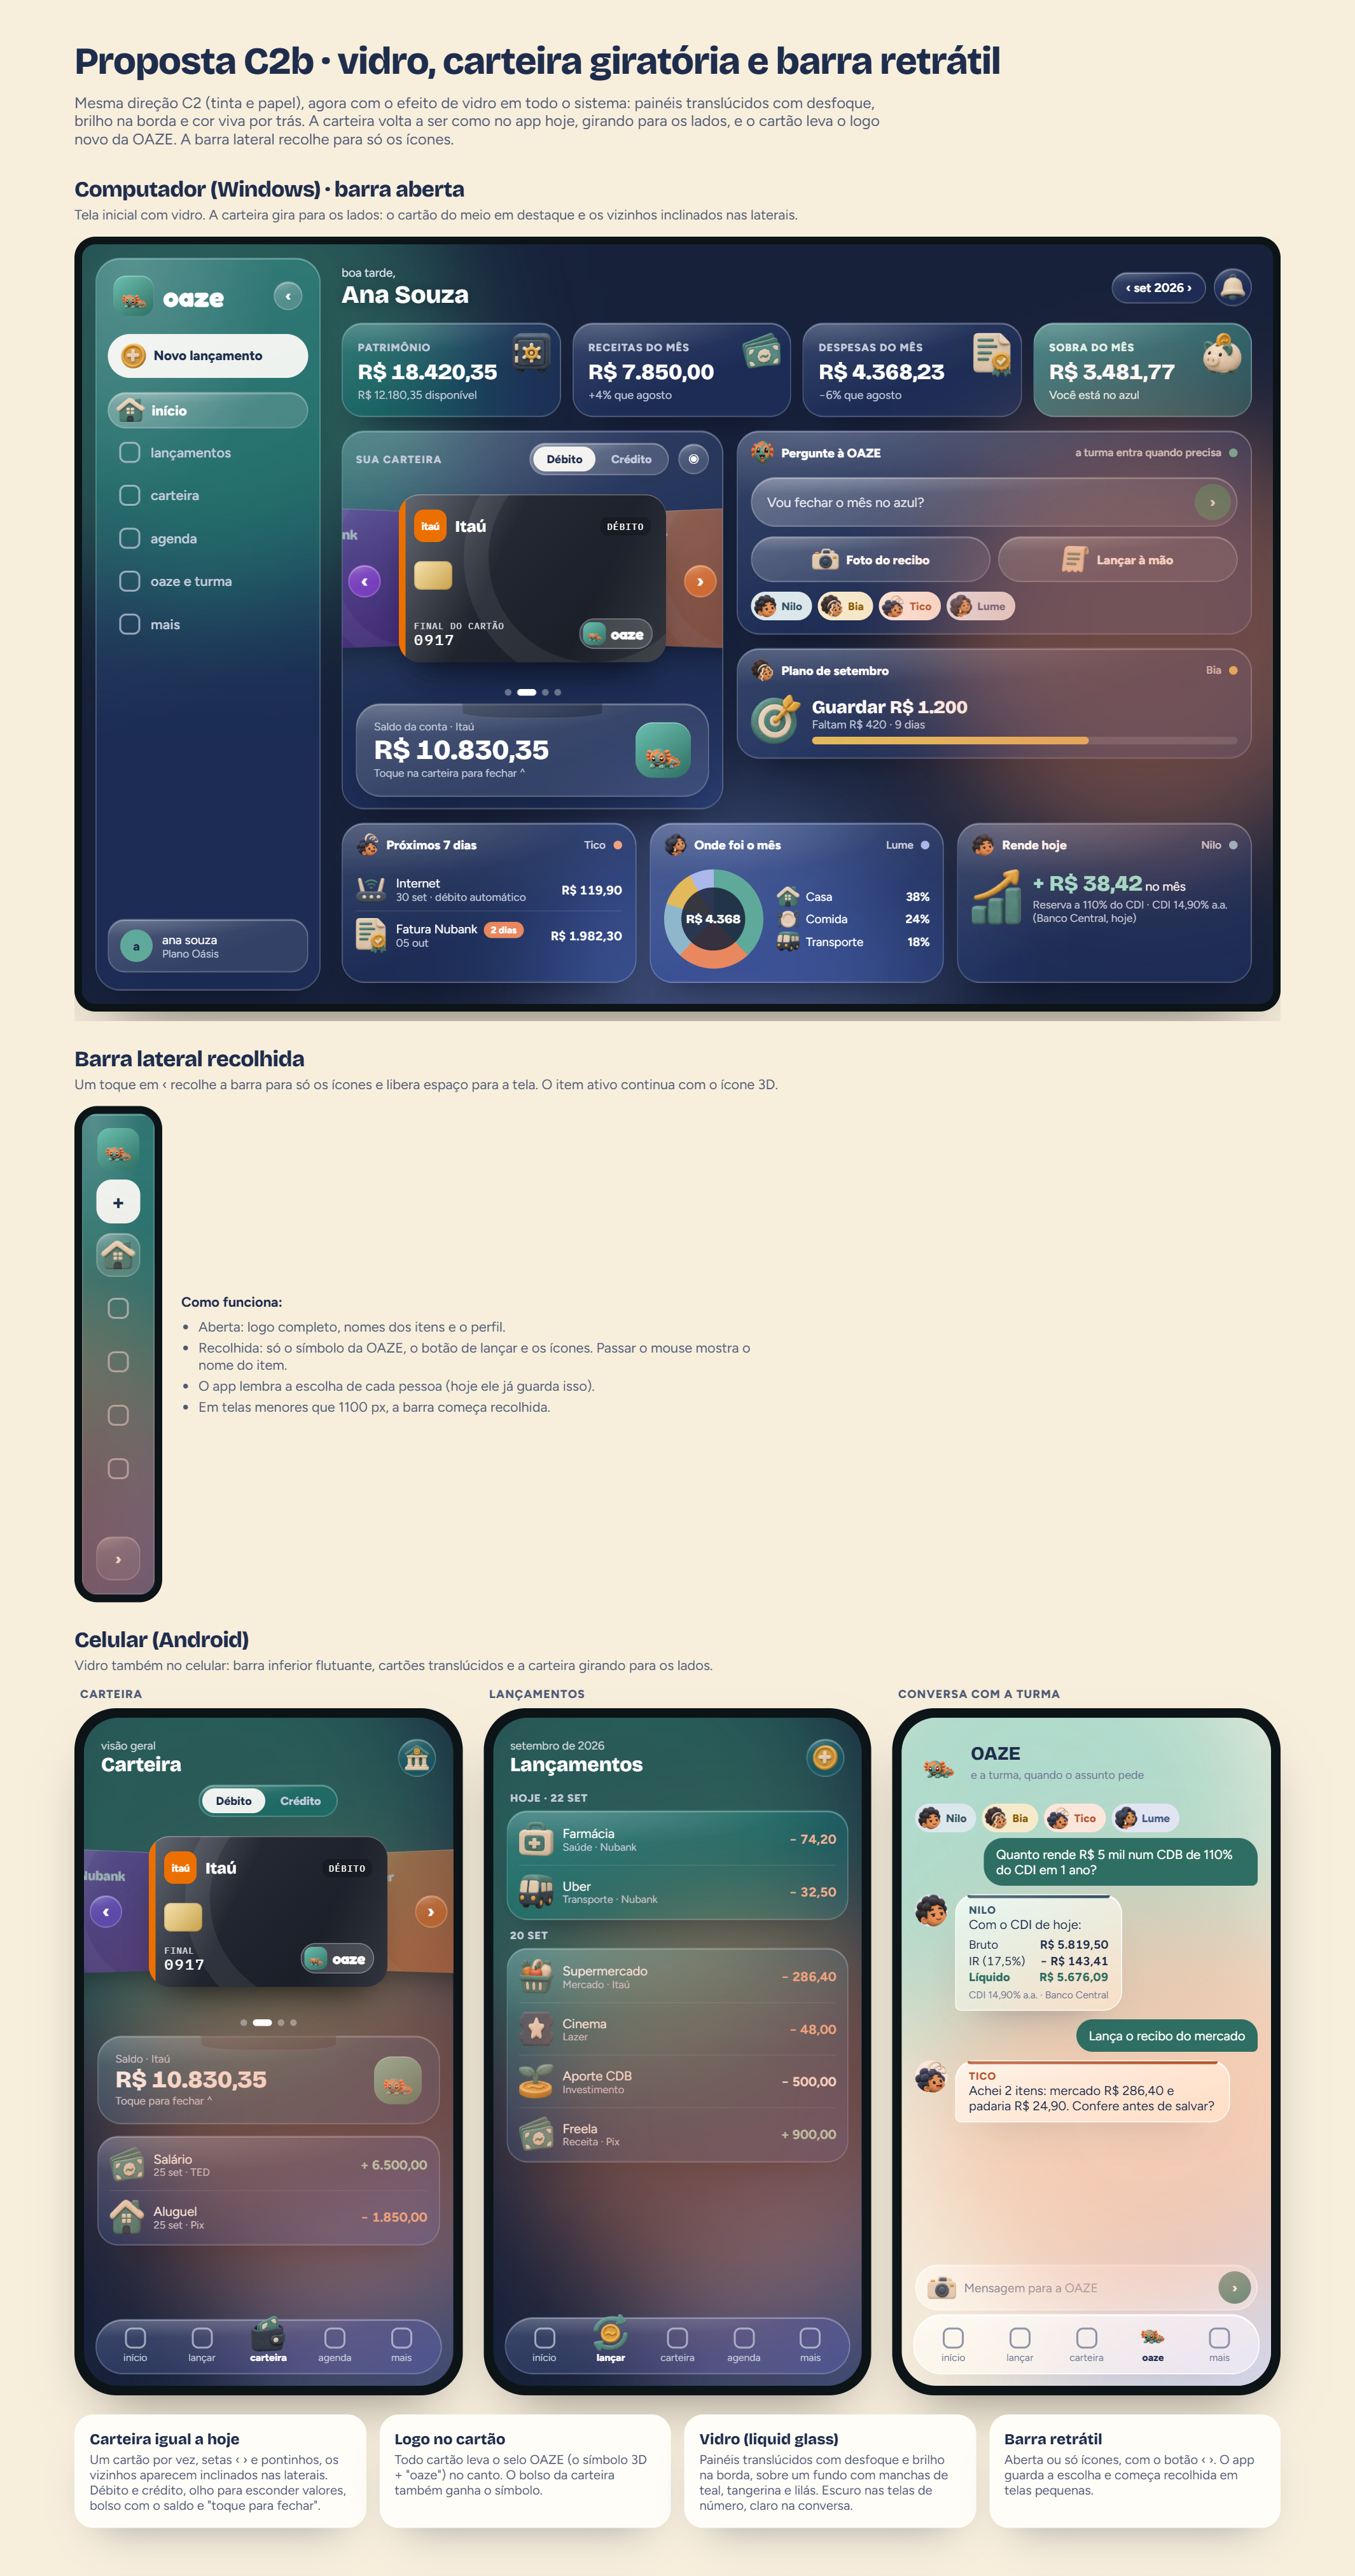 Proposta C2b · vidro, carteira giratória e barra retrátil
Mesma direção C2 (tinta e papel), agora com o efeito de vidro em todo o sistema: painéis translúcidos com desfoque,
brilho na borda e cor viva por trás. A carteira volta a ser como no app hoje, girando para os lados, e o cartão leva o logo
novo da OAZE. A barra lateral recolhe para só os ícones.
Computador (Windows) · barra aberta
Tela inicial com vidro. A carteira gira para os lados: o cartão do meio em destaque e os vizinhos inclinados nas laterais.
oaze
‹
Novo lançamento
início
lançamentos
carteira
agenda
oaze e turma
mais
a
ana souza
Plano Oásis
boa tarde,
Ana Souza
‹ set 2026 ›
PATRIMÔNIO
R$ 18.420,35
R$ 12.180,35 disponível
RECEITAS DO MÊS
R$ 7.850,00
+4% que agosto
DESPESAS DO MÊS
R$ 4.368,23
−6% que agosto
SOBRA DO MÊS
R$ 3.481,77
Você está no azul
SUA CARTEIRA
Débito
Crédito
nk
itaú
Itaú
DÉBITO
‹
›
FINAL DO CARTÃO
0917
oaze
Saldo da conta · Itaú
R$ 10.830,35
Toque na carteira para fechar ^
Pergunte à OAZE
a turma entra quando precisa
Vou fechar o mês no azul?
›
Foto do recibo
Lançar à mão
Nilo
Bia
Tico
Lume
Plano de setembro
Bia
Guardar R$ 1.200
Faltam R$ 420 · 9 dias
Próximos 7 dias
Tico
Internet
30 set · débito automático
R$ 119,90
Fatura Nubank
2 dias
05 out
R$ 1.982,30
Onde foi o mês
Lume
R$ 4.368
Casa
38%
Comida
24%
Transporte
18%
Rende hoje
Nilo
+ R$ 38,42 no mês
Reserva a 110% do CDI · CDI 14,90% a.a.
(Banco Central, hoje)
Barra lateral recolhida
Um toque em ‹ recolhe a barra para só os ícones e libera espaço para a tela. O item ativo continua com o ícone 3D.
+
›
Como funciona:
• Aberta: logo completo, nomes dos itens e o perfil.
• Recolhida: só o símbolo da OAZE, o botão de lançar e os ícones. Passar o mouse mostra o
nome do item.
• O app lembra a escolha de cada pessoa (hoje ele já guarda isso).
• Em telas menores que 1100 px, a barra começa recolhida.
Celular (Android)
Vidro também no celular: barra inferior flutuante, cartões translúcidos e a carteira girando para os lados.
CARTEIRA
visão geral
Carteira
Débito
Crédito
Nubank
itaú
Itaú
DÉBITO
r
‹
›
FINAL
0917
oaze
Saldo · Itaú
R$ 10.830,35
Toque para fechar ^
Salário
25 set · TED
+ 6.500,00
Aluguel
25 set · Pix
− 1.850,00
início
lançar
carteira
agenda
mais
LANÇAMENTOS
setembro de 2026
Lançamentos
HOJE · 22 SET
Farmácia
Saúde · Nubank
− 74,20
Uber
Transporte · Nubank
− 32,50
20 SET
Supermercado
Mercado · Itaú
− 286,40
Cinema
Lazer
− 48,00
Aporte CDB
Investimento
− 500,00
Freela
Receita · Pix
+ 900,00
início
lançar
carteira
agenda
mais
CONVERSA COM A TURMA
OAZE
e a turma, quando o assunto pede
Nilo
Bia
Tico
Lume
Quanto rende R$ 5 mil num CDB de 110%
do CDI em 1 ano?
NILO
Com o CDI de hoje:
Bruto R$ 5.819,50
IR (17,5%) − R$ 143,41
Líquido R$ 5.676,09
CDI 14,90% a.a. · Banco Central
Lança o recibo do mercado
TICO
Achei 2 itens: mercado R$ 286,40 e
padaria R$ 24,90. Confere antes de salvar?
Mensagem para a OAZE
›
início
lançar
carteira
oaze
mais
Carteira igual a hoje
Um cartão por vez, setas ‹ › e pontinhos, os
vizinhos aparecem inclinados nas laterais.
Débito e crédito, olho para esconder valores,
bolso com o saldo e "toque para fechar".
Logo no cartão
Todo cartão leva o selo OAZE (o símbolo 3D
+ "oaze") no canto. O bolso da carteira
também ganha o símbolo.
Vidro (liquid glass)
Painéis translúcidos com desfoque e brilho
na borda, sobre um fundo com manchas de
teal, tangerina e lilás. Escuro nas telas de
número, claro na conversa.
Barra retrátil
Aberta ou só ícones, com o botão ‹ ›. O app
guarda a escolha e começa recolhida em
telas pequenas.